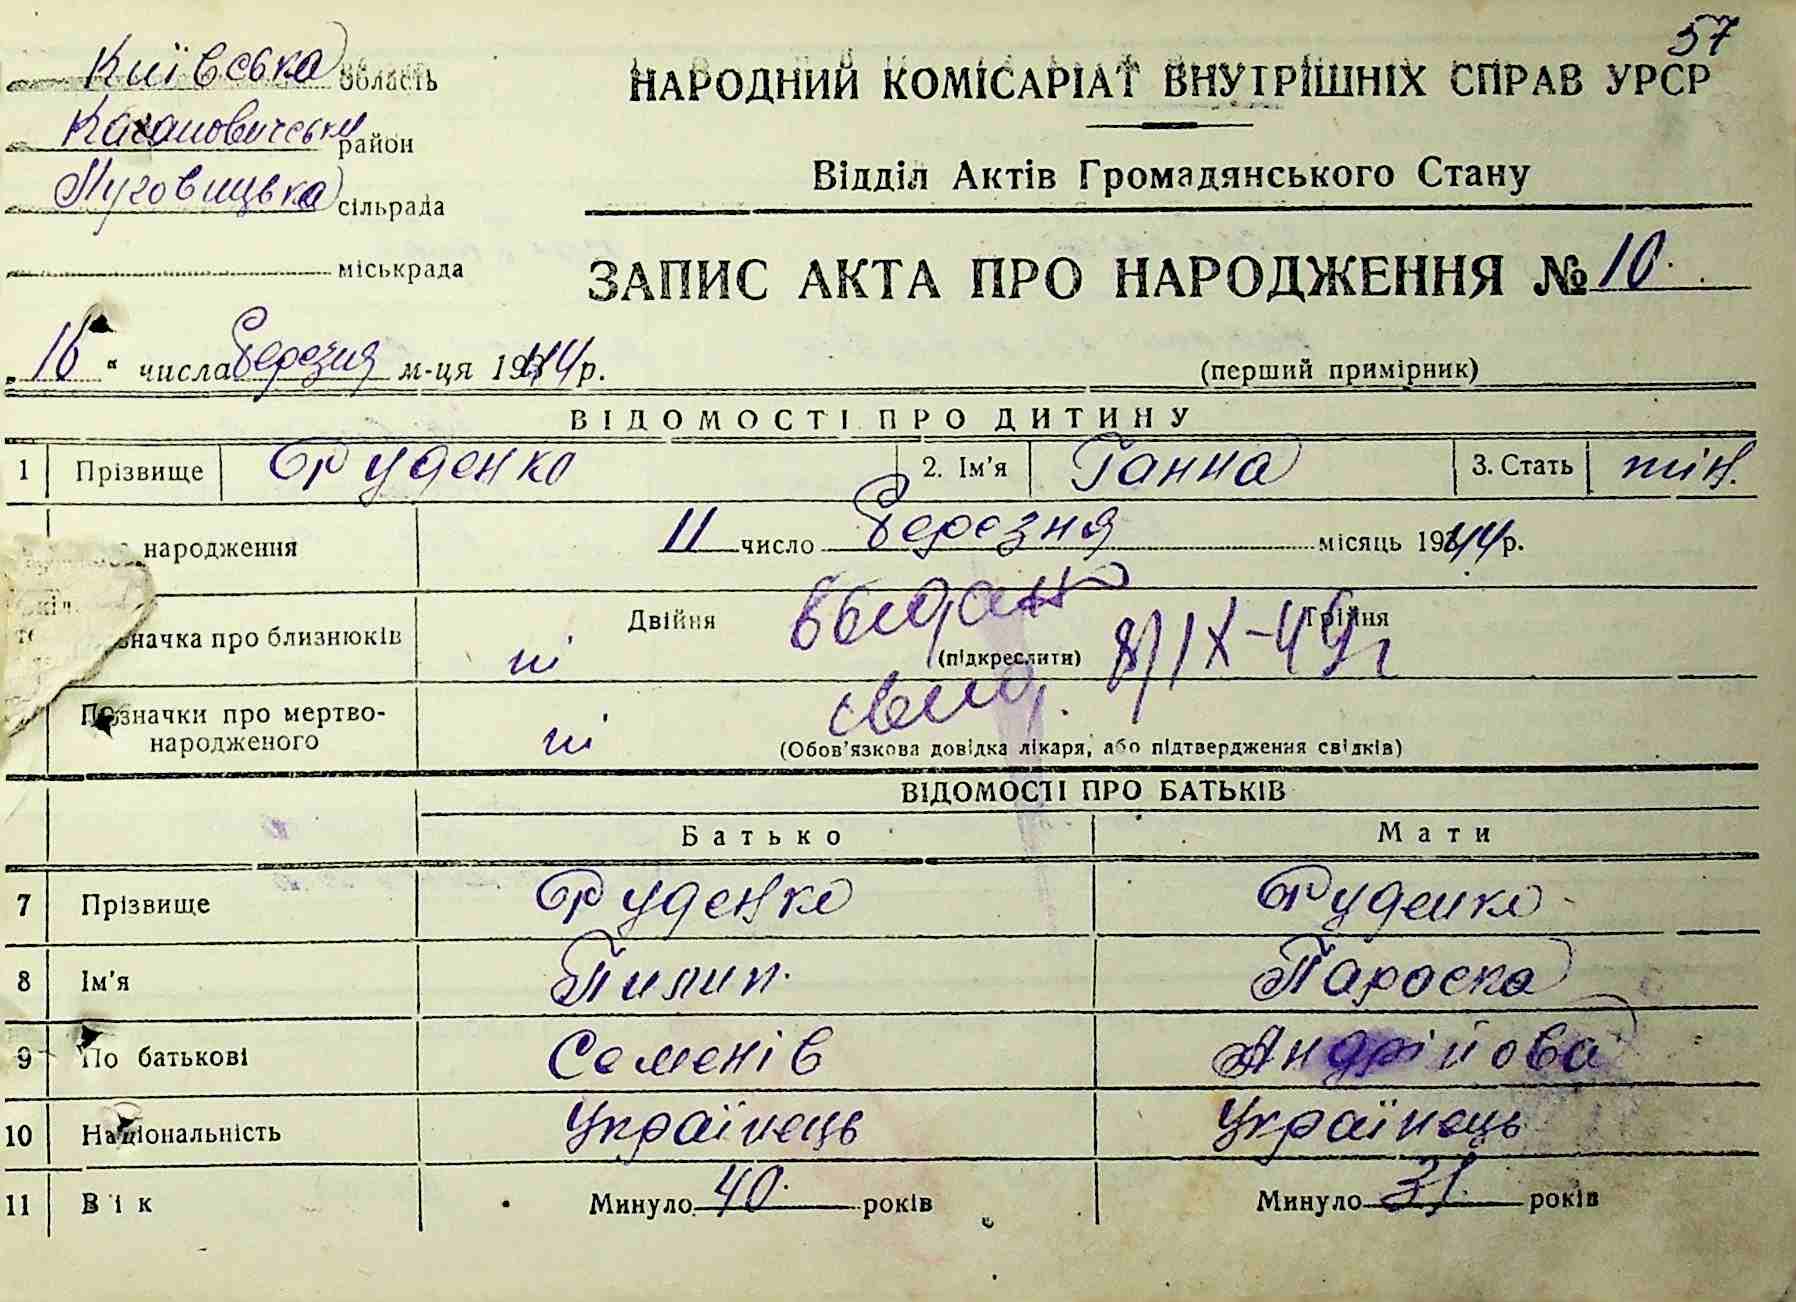 57
Київська область
Кагановичський район
Луговицька сільрада
міськрада
НАРОДНИЙ КОМІСАРІАТ ВНУТРІШНІХ СПРАВ УРСР
Відділ Актів Громадянського Стану
ЗАПИС АКТА ПРО НАРОДЖЕННЯ № 10.
„16“ числа Березня м-ця 1944 р.
(перший примірник)
ВІДОМОСТІ ПРО ДИТИНУ
1 Прізвище Руденко 2. Ім'я Ганна 3. Стать жін.
народження 11 число Березня місяць 1944 р.
Двійня выдан Трійня
значка про близнюків ні (підкреслити) 8/IX-49 г
Позначки про мертво-
народженого ні свид.
(Обов'язкова довідка лікаря, або підтвердження свідків)
ВІДОМОСТІ ПРО БАТЬКІВ
Батько Мати
7 Прізвище Руденко Руденко
8 Ім'я Пилип. Параска
9 По батькові Семенів Андрійова
10 Національність Українець Українець
11 Вік Минуло 40. років Минуло 31. років